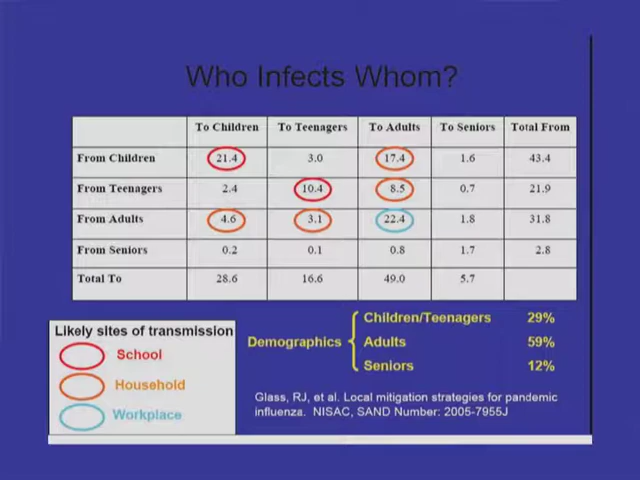 Who Infects Whom?
To Children To Teenagers To Adults To Seniors Total From
From Children 21.4 3.0 17.4 1.6 43.4
From Teenagers 2.4 10.4 8.5 0.7 21.9
From Adults 4.6 3.1 22.4 1.8 31.8
From Seniors 0.2 0.1 0.8 1.7 2.8
Total To 28.6 16.6 49.0 5.7
Likely sites of transmission
School
Household
Workplace
Demographics
Children/Teenagers 29%
Adults 59%
Seniors 12%
Glass, RJ, et al. Local mitigation strategies for pandemic
influenza. NISAC, SAND Number: 2005-7955J